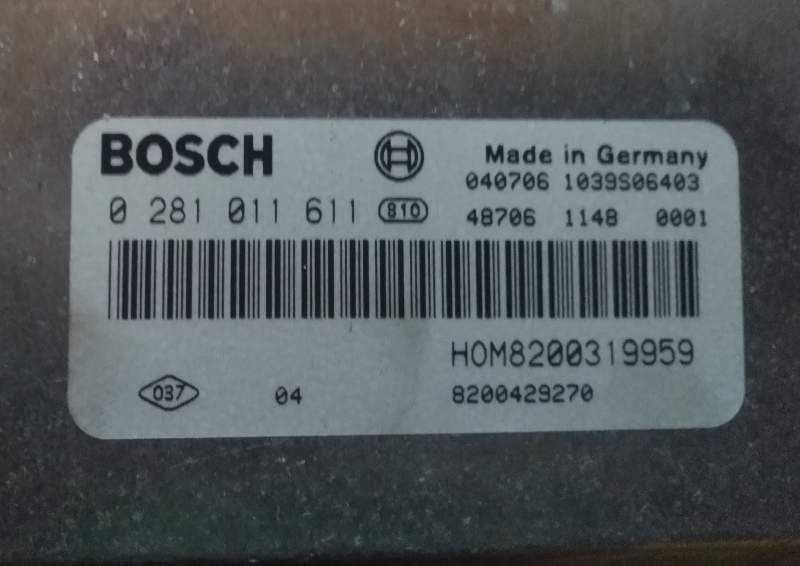 BOSCH Made in Germany
040706 1039S06403
0 281 011 611 810 48706 1148 0001
HOM8200319959
037 04 8200429270